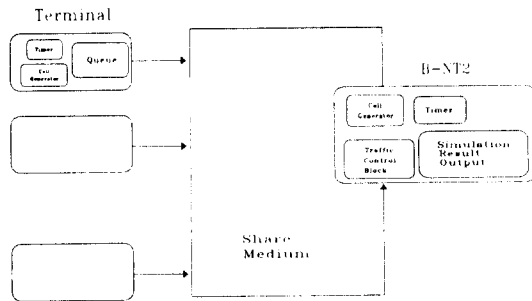 Terminal
Timer
Queue
Cell
Generator
B-NT2
Cell
Generator
Timer
Traffic
Control
Block
Simulation
Result
Output
Share
Medium